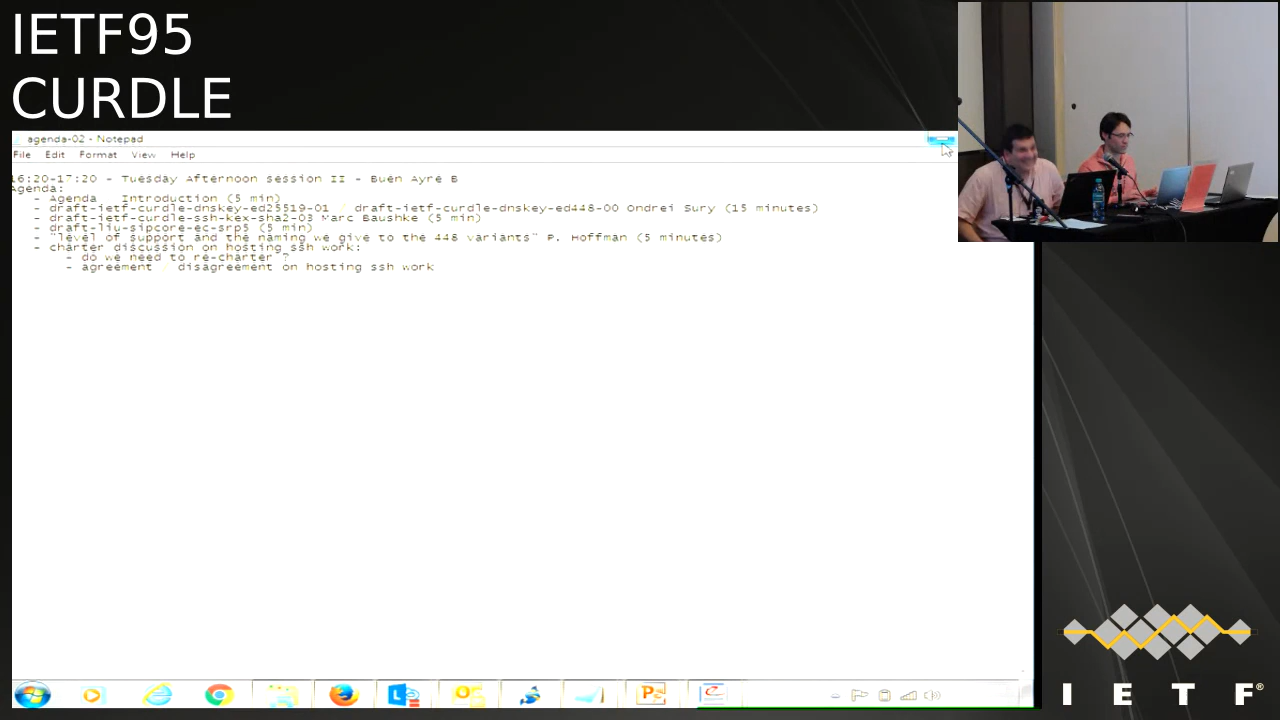 IETF95
CURDLE
agenda-02 - Notepad
File Edit Format View Help
16:20-17:20 - Tuesday Afternoon session II - Buen Ayre B
Agenda:
- Agenda Introduction (5 min)
- draft-ietf-curdle-dnskey-ed25519-01 / draft-ietf-curdle-dnskey-ed448-00 Ondrej Sury (15 minutes)
- draft-ietf-curdle-ssh-kex-sha2-03 Marc Baushke (5 min)
- draft-liu-sipcore-ec-srp5 (5 min)
- "level of support and the naming we give to the 448 variants" P. Hoffman (5 minutes)
- charter discussion on hosting ssh work:
- do we need to re-charter ?
- agreement / disagreement on hosting ssh work
IETF®